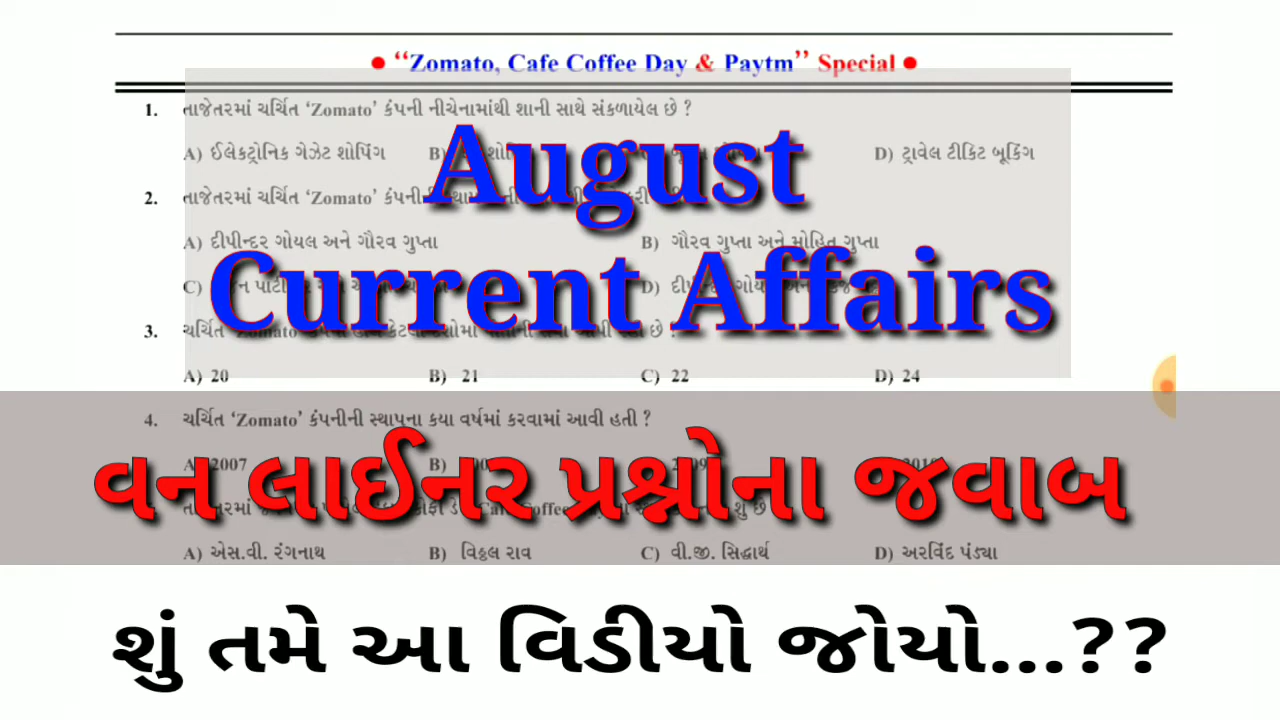 ● “Zomato, Cafe Coffee Day & Paytm” Special ●
1. તાજેતરમાં ચર્ચિત ‘Zomato’ કંપની નીચેનામાંથી શાની સાથે સંકળાયેલ છે ?
A) ઈલેક્ટ્રોનિક ગેઝેટ શોપિંગ B) D) ટ્રાવેલ ટીકિટ બૂકિંગ
August
2. તાજેતરમાં ચર્ચિત ‘Zomato’
A) દીપીન્દર ગોયલ અને ગૌરવ ગુપ્તા B) ગૌરવ ગુપ્તા અને મોહિત ગુપ્તા
Current Affairs
C) D)
3. ચર્ચિત ‘Zomato’ છે ?
A) 20 B) 21 C) 22 D) 24
4. ચર્ચિત ‘Zomato’ કંપનીની સ્થાપના કયા વર્ષમાં કરવામાં આવી હતી ?
A) 2007 B)
વન લાઈનર પ્રશ્નોના જવાબ
શું છે
A) એસ.વી. રંગનાથ B) વિઠ્ઠલ રાવ C) વી.જી. સિદ્ધાર્થ D) અરવિંદ પંડ્યા
શું તમે આ વિડીયો જોયો...??